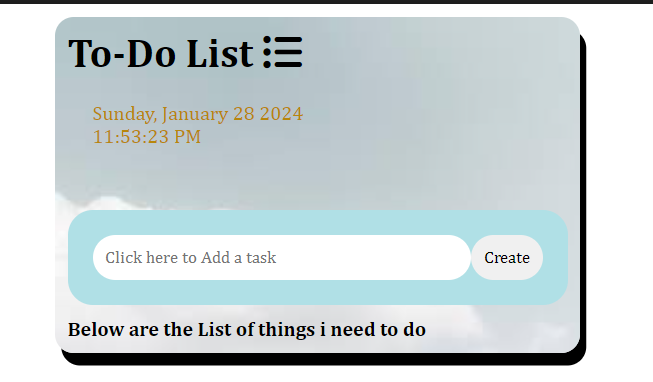 To-Do List
Sunday, January 28 2024
11:53:23 PM
Click here to Add a task
Create
Below are the List of things i need to do